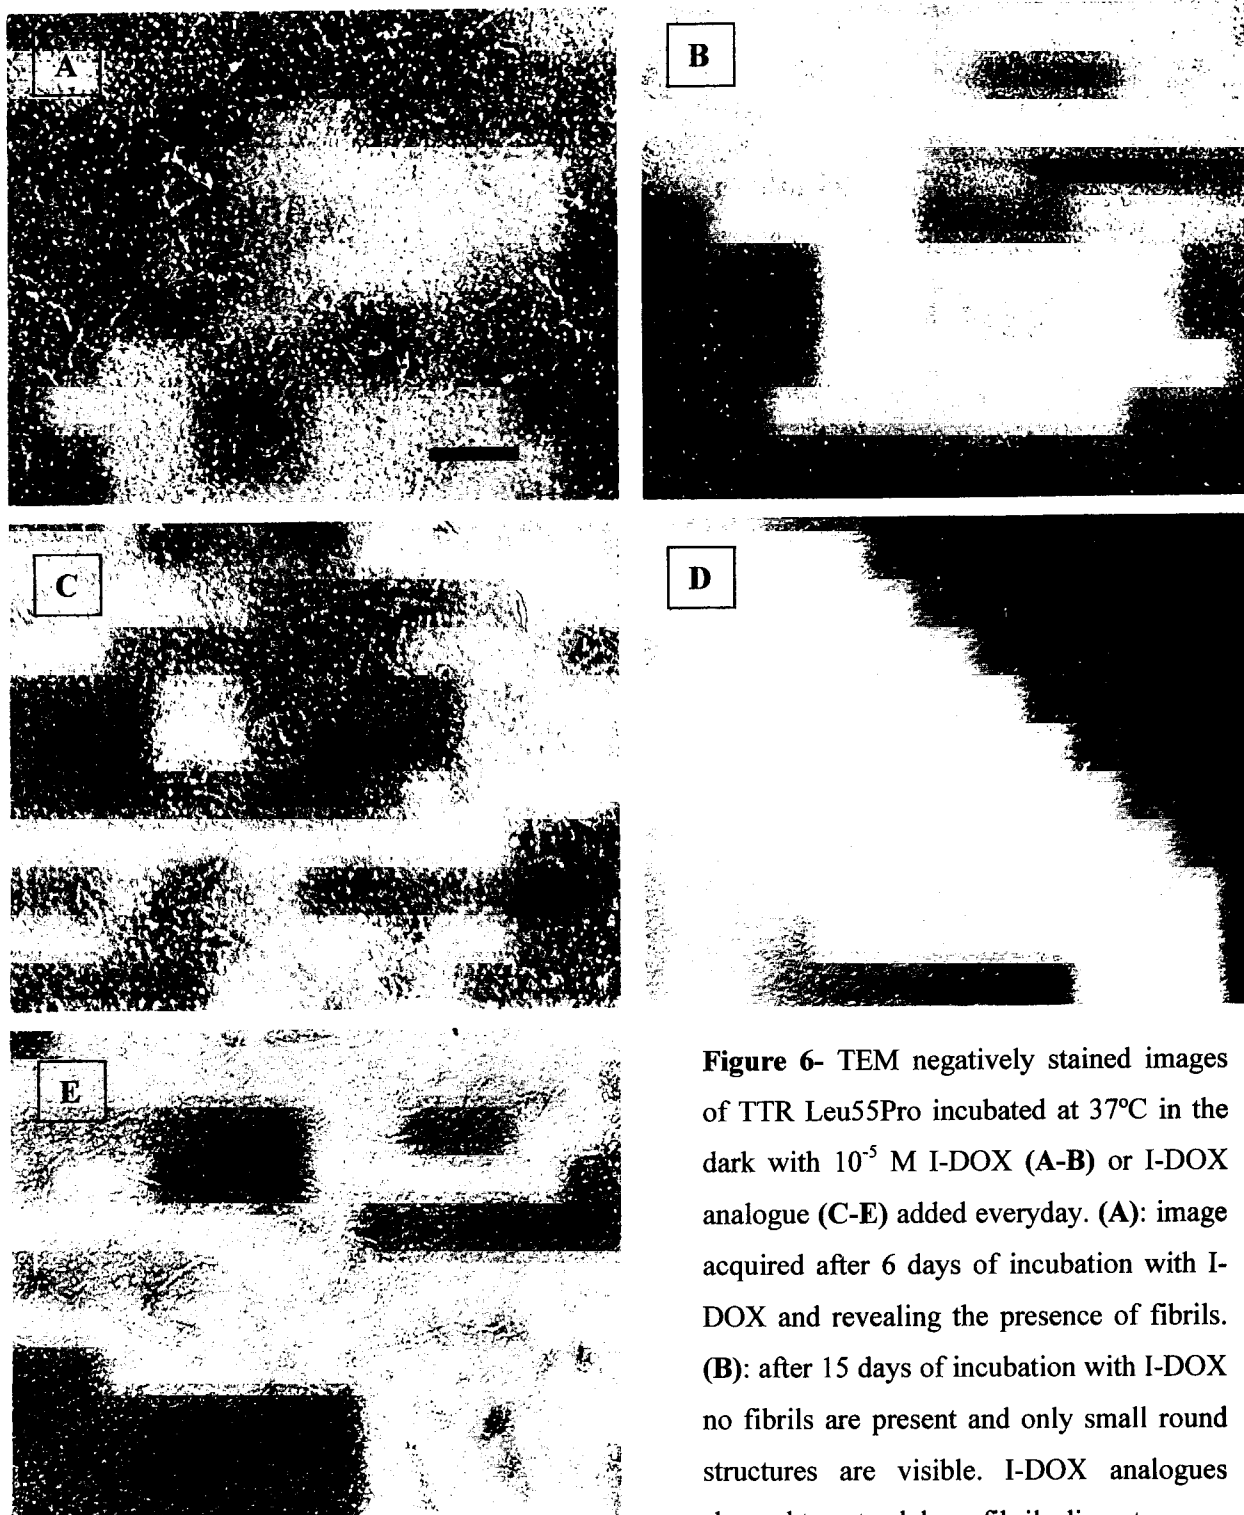 A
B
C
D
E
Figure 6- TEM negatively stained images
of TTR Leu55Pro incubated at 37ºC in the
dark with 10⁻⁵ M I-DOX (A-B) or I-DOX
analogue (C-E) added everyday. (A): image
acquired after 6 days of incubation with I-
DOX and revealing the presence of fibrils.
(B): after 15 days of incubation with I-DOX
no fibrils are present and only small round
structures are visible. I-DOX analogues